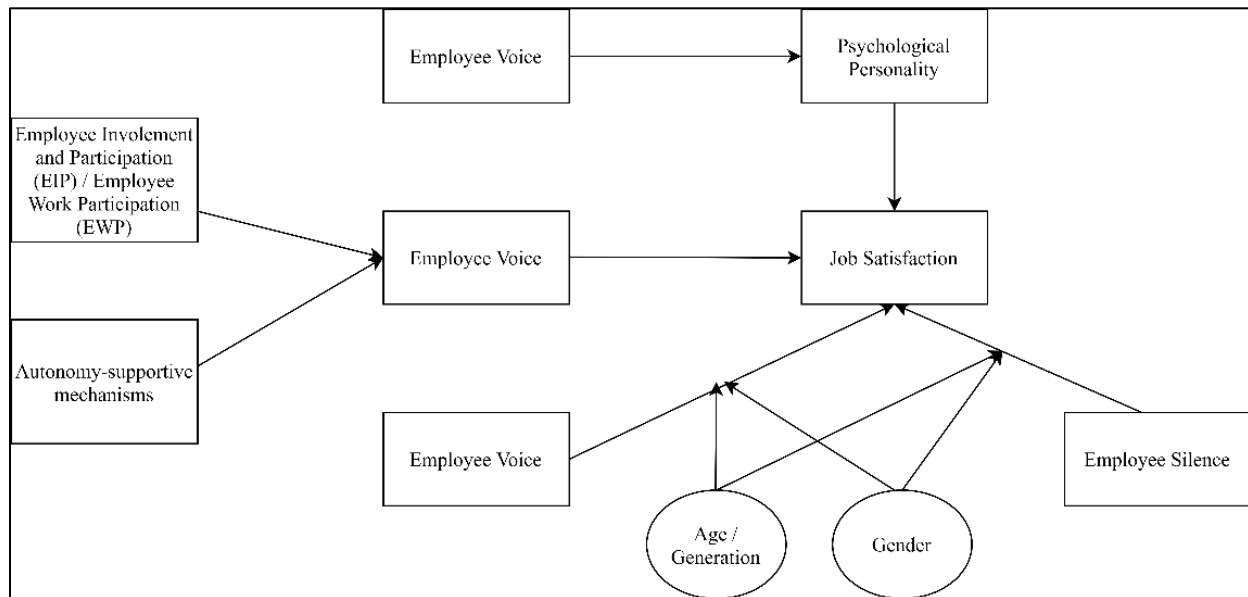 Employee Voice
Psychological
Personality
Employee Involement
and Participation
(EIP) / Employee
Work Participation
(EWP)
Employee Voice
Job Satisfaction
Autonomy-supportive
mechanisms
Employee Voice
Employee Silence
Age /
Generation
Gender